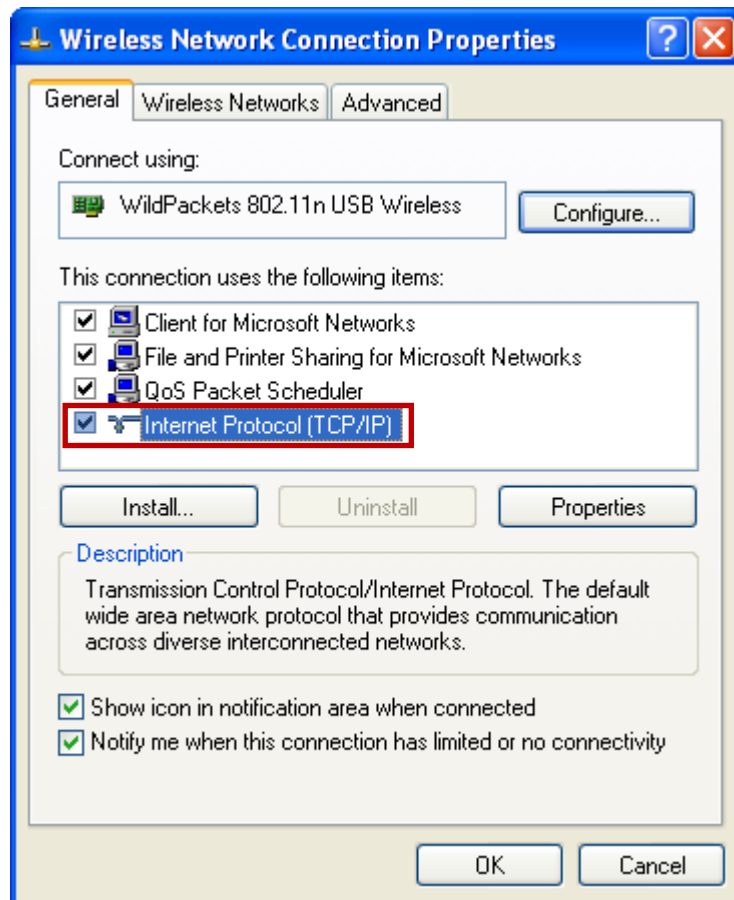 Wireless Network Connection Properties
General Wireless Networks Advanced
Connect using:
WildPackets 802.11n USB Wireless Configure...
This connection uses the following items:
Client for Microsoft Networks
File and Printer Sharing for Microsoft Networks
QoS Packet Scheduler
Internet Protocol (TCP/IP)
Install... Uninstall Properties
Description
Transmission Control Protocol/Internet Protocol. The default
wide area network protocol that provides communication
across diverse interconnected networks.
Show icon in notification area when connected
Notify me when this connection has limited or no connectivity
OK Cancel